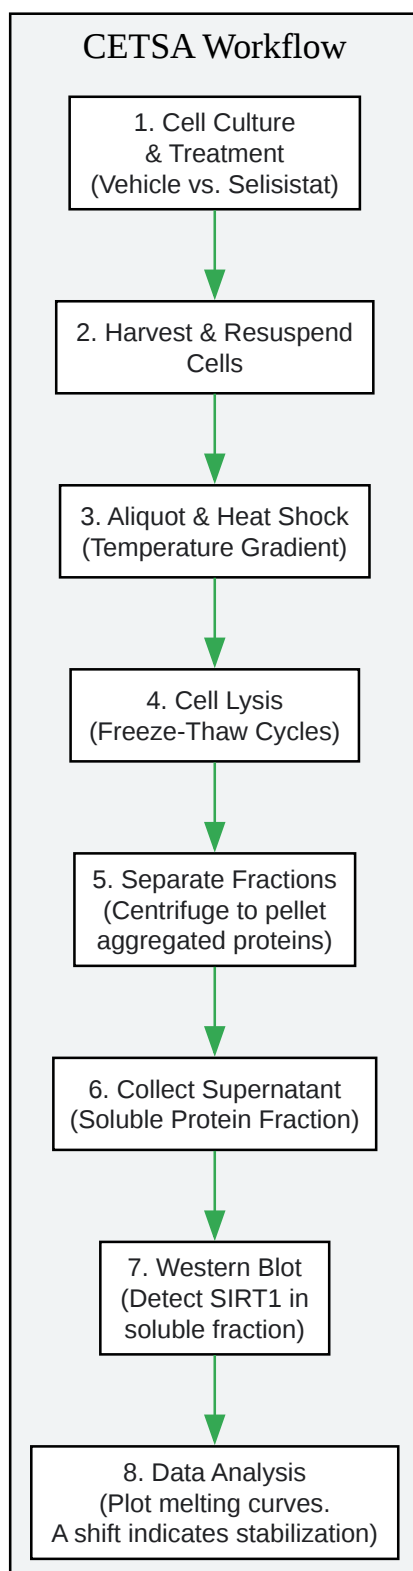 CETSA Workflow
1. Cell Culture
& Treatment
(Vehicle vs. Selisistat)
2. Harvest & Resuspend
Cells
3. Aliquot & Heat Shock
(Temperature Gradient)
4. Cell Lysis
(Freeze-Thaw Cycles)
5. Separate Fractions
(Centrifuge to pellet
aggregated proteins)
6. Collect Supernatant
(Soluble Protein Fraction)
7. Western Blot
(Detect SIRT1 in
soluble fraction)
8. Data Analysis
(Plot melting curves.
A shift indicates stabilization)